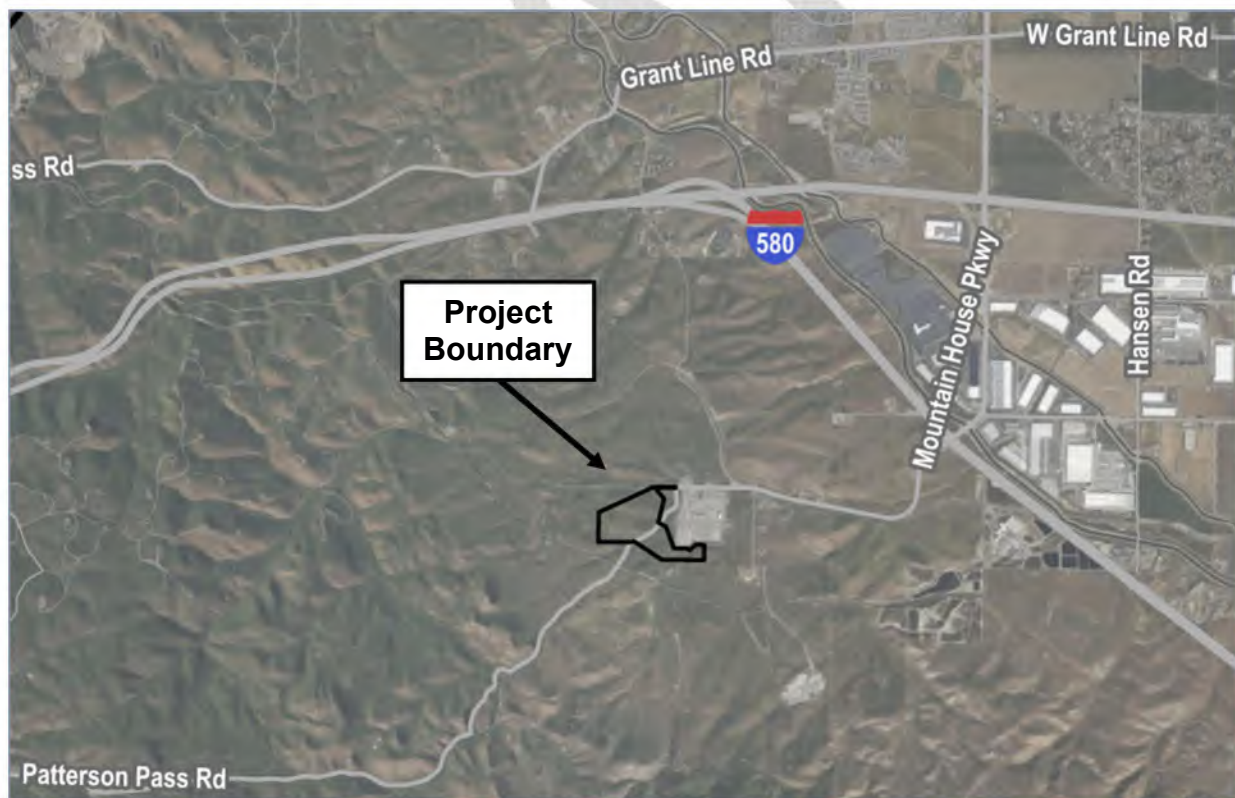 W Grant Line Rd
Grant Line Rd
ss Rd
580
Mountain House Pkwy
Hansen Rd
Project
Boundary
Patterson Pass Rd